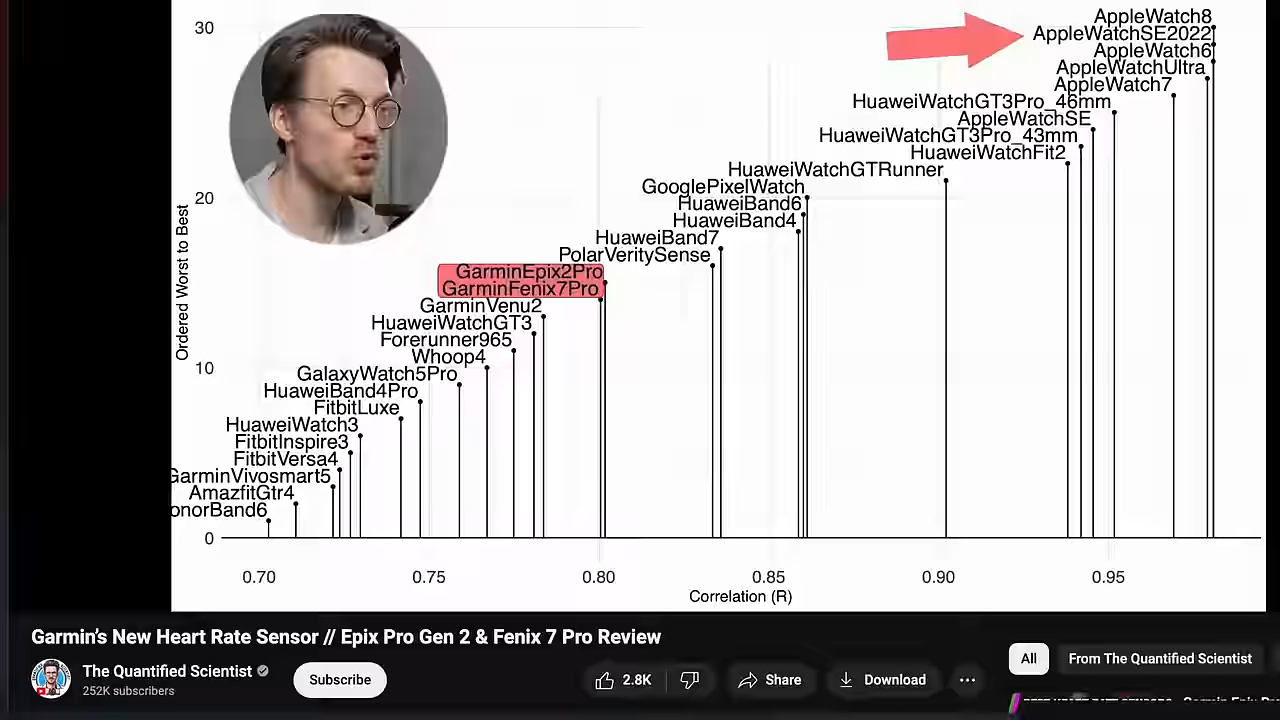 30
20
10
0
Ordered Worst to Best
AppleWatch8
AppleWatchSE2022
AppleWatch6
AppleWatchUltra
AppleWatch7
HuaweiWatchGT3Pro_46mm
AppleWatchSE
HuaweiWatchGT3Pro_43mm
HuaweiWatchFit2
HuaweiWatchGTRunner
GooglePixelWatch
HuaweiBand6
HuaweiBand4
HuaweiBand7
PolarVeritySense
GarminEpix2Pro
GarminFenix7Pro
GarminVenu2
HuaweiWatchGT3
Forerunner965
Whoop4
GalaxyWatch5Pro
HuaweiBand4Pro
FitbitLuxe
HuaweiWatch3
FitbitInspire3
FitbitVersa4
GarminVivosmart5
AmazfitGtr4
onorBand6
0.70 0.75 0.80 0.85 0.90 0.95
Correlation (R)
Garmin's New Heart Rate Sensor // Epix Pro Gen 2 & Fenix 7 Pro Review
The Quantified Scientist
252K subscribers
Subscribe
2.8K
Share
Download
All
From The Quantified Scientist